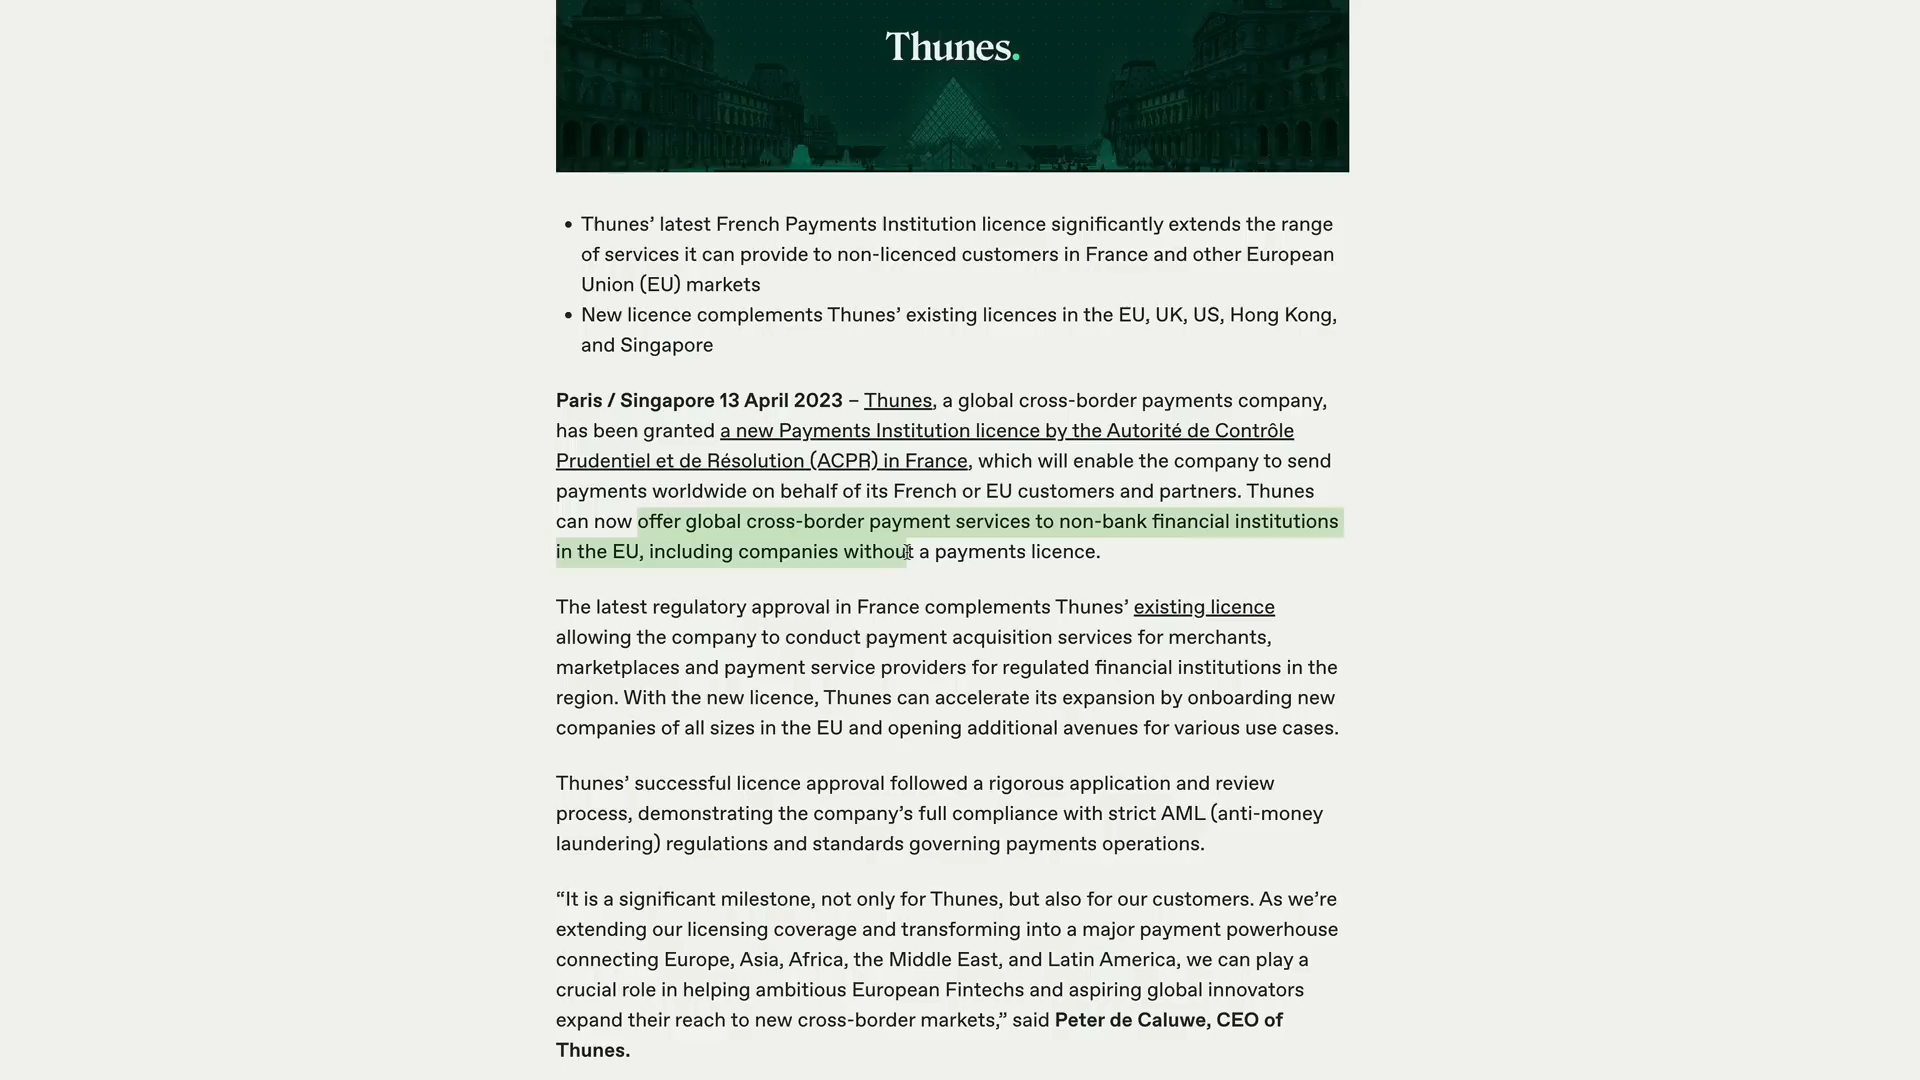 Thunes.
• Thunes’ latest French Payments Institution licence significantly extends the range
of services it can provide to non-licenced customers in France and other European
Union (EU) markets
• New licence complements Thunes’ existing licences in the EU, UK, US, Hong Kong,
and Singapore
Paris / Singapore 13 April 2023 – Thunes, a global cross-border payments company,
has been granted a new Payments Institution licence by the Autorité de Contrôle
Prudentiel et de Résolution (ACPR) in France, which will enable the company to send
payments worldwide on behalf of its French or EU customers and partners. Thunes
can now offer global cross-border payment services to non-bank financial institutions
in the EU, including companies without a payments licence.
The latest regulatory approval in France complements Thunes’ existing licence
allowing the company to conduct payment acquisition services for merchants,
marketplaces and payment service providers for regulated financial institutions in the
region. With the new licence, Thunes can accelerate its expansion by onboarding new
companies of all sizes in the EU and opening additional avenues for various use cases.
Thunes’ successful licence approval followed a rigorous application and review
process, demonstrating the company’s full compliance with strict AML (anti-money
laundering) regulations and standards governing payments operations.
“It is a significant milestone, not only for Thunes, but also for our customers. As we’re
extending our licensing coverage and transforming into a major payment powerhouse
connecting Europe, Asia, Africa, the Middle East, and Latin America, we can play a
crucial role in helping ambitious European Fintechs and aspiring global innovators
expand their reach to new cross-border markets,” said Peter de Caluwe, CEO of
Thunes.